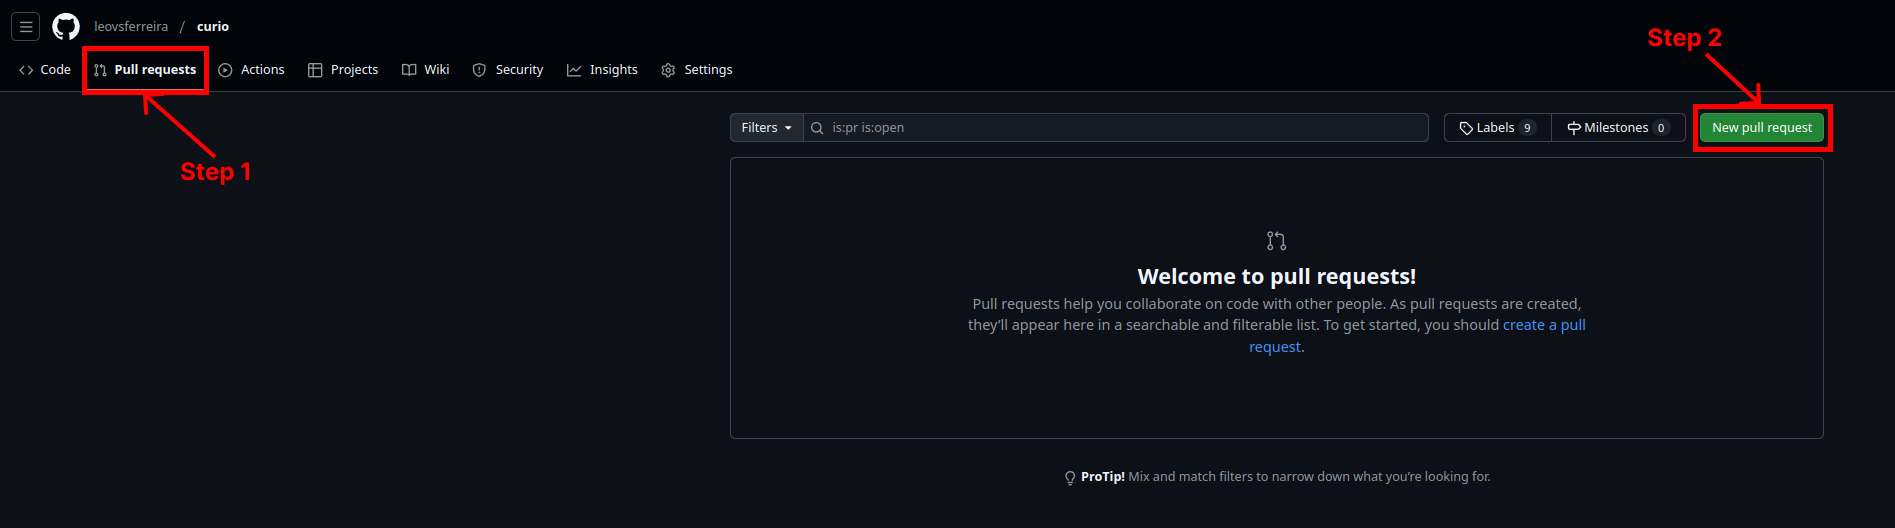 leovsferreira / curio
Step 2
Code Pull requests Actions Projects Wiki Security Insights Settings
Filters is:pr is:open Labels 9 Milestones 0 New pull request
Step 1
Welcome to pull requests!
Pull requests help you collaborate on code with other people. As pull requests are created,
they’ll appear here in a searchable and filterable list. To get started, you should create a pull
request.
ProTip! Mix and match filters to narrow down what you’re looking for.